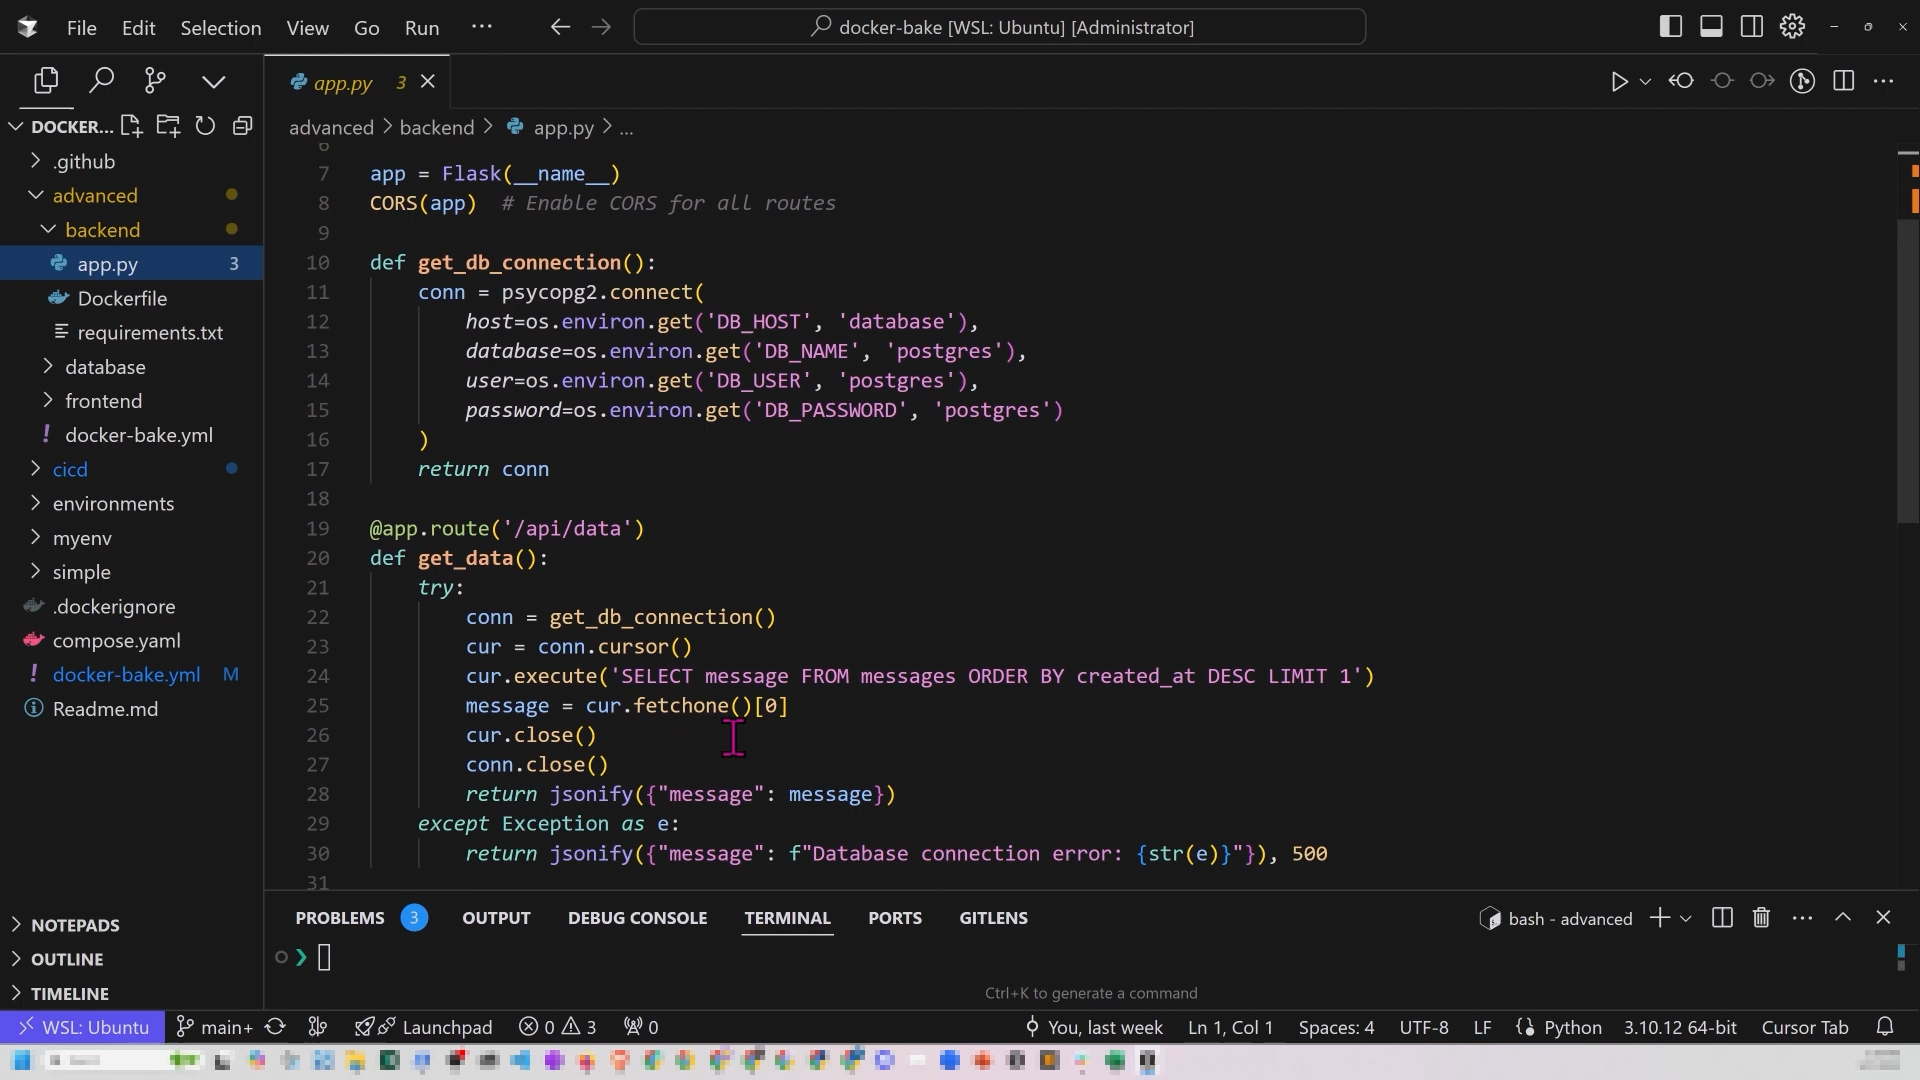 File Edit Selection View Go Run ··· docker-bake [WSL: Ubuntu] [Administrator]
app.py 3
DOCKER...
advanced > backend > app.py > ...
.github
advanced
backend
app.py 3
Dockerfile
requirements.txt
database
frontend
docker-bake.yml
cicd
environments
myenv
simple
.dockerignore
compose.yaml
docker-bake.yml M
Readme.md
NOTEPADS
OUTLINE
TIMELINE
6
7 app = Flask(__name__)
8 CORS(app)  # Enable CORS for all routes
9
10 def get_db_connection():
11     conn = psycopg2.connect(
12         host=os.environ.get('DB_HOST', 'database'),
13         database=os.environ.get('DB_NAME', 'postgres'),
14         user=os.environ.get('DB_USER', 'postgres'),
15         password=os.environ.get('DB_PASSWORD', 'postgres')
16     )
17     return conn
18
19 @app.route('/api/data')
20 def get_data():
21     try:
22         conn = get_db_connection()
23         cur = conn.cursor()
24         cur.execute('SELECT message FROM messages ORDER BY created_at DESC LIMIT 1')
25         message = cur.fetchone()[0]
26         cur.close()
27         conn.close()
28         return jsonify({"message": message})
29     except Exception as e:
30         return jsonify({"message": f"Database connection error: {str(e)}"}), 500
31
PROBLEMS 3 OUTPUT DEBUG CONSOLE TERMINAL PORTS GITLENS bash - advanced
Ctrl+K to generate a command
WSL: Ubuntu main+ Launchpad 0 3 0 You, last week Ln 1, Col 1 Spaces: 4 UTF-8 LF Python 3.10.12 64-bit Cursor Tab